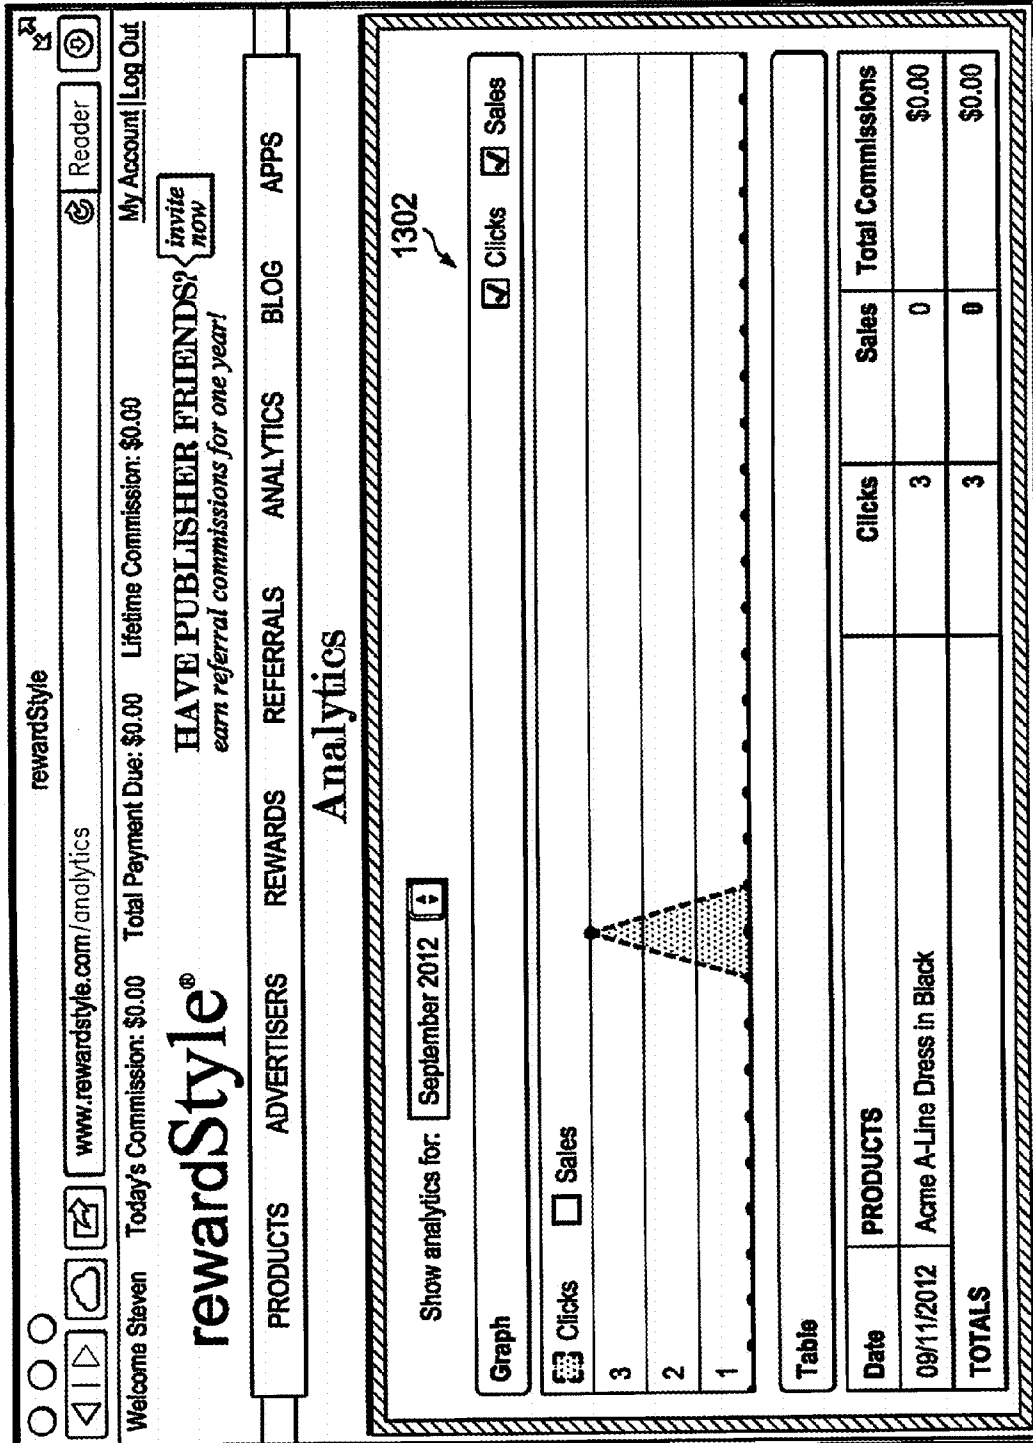 rewardStyle
www.rewardstyle.com/analytics
Reader
Welcome Steven Today's Commission: $0.00 Total Payment Due: $0.00 Lifetime Commission: $0.00 My Account | Log Out
rewardStyle®
HAVE PUBLISHER FRIENDS?
invite
now
earn referral commissions for one year!
PRODUCTS ADVERTISERS REWARDS REFERRALS ANALYTICS BLOG APPS
Analytics
1302
Show analytics for: September 2012
Graph Clicks Sales
Clicks Sales
3
2
1
Table
Date PRODUCTS Clicks Sales Total Commissions
09/11/2012 Acme A-Line Dress in Black 3 0 $0.00
TOTALS 3 0 $0.00